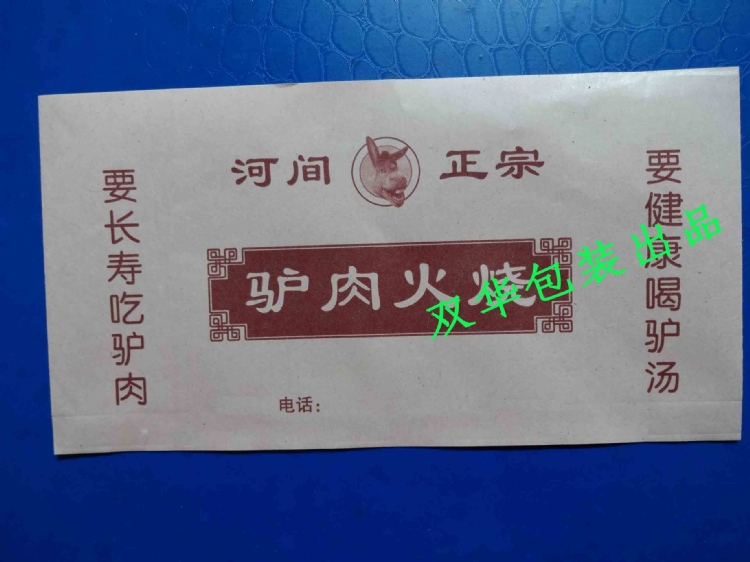 河间 正宗
要长寿吃驴肉
驴肉火烧
要健康喝驴汤
双华包装出品
电话：